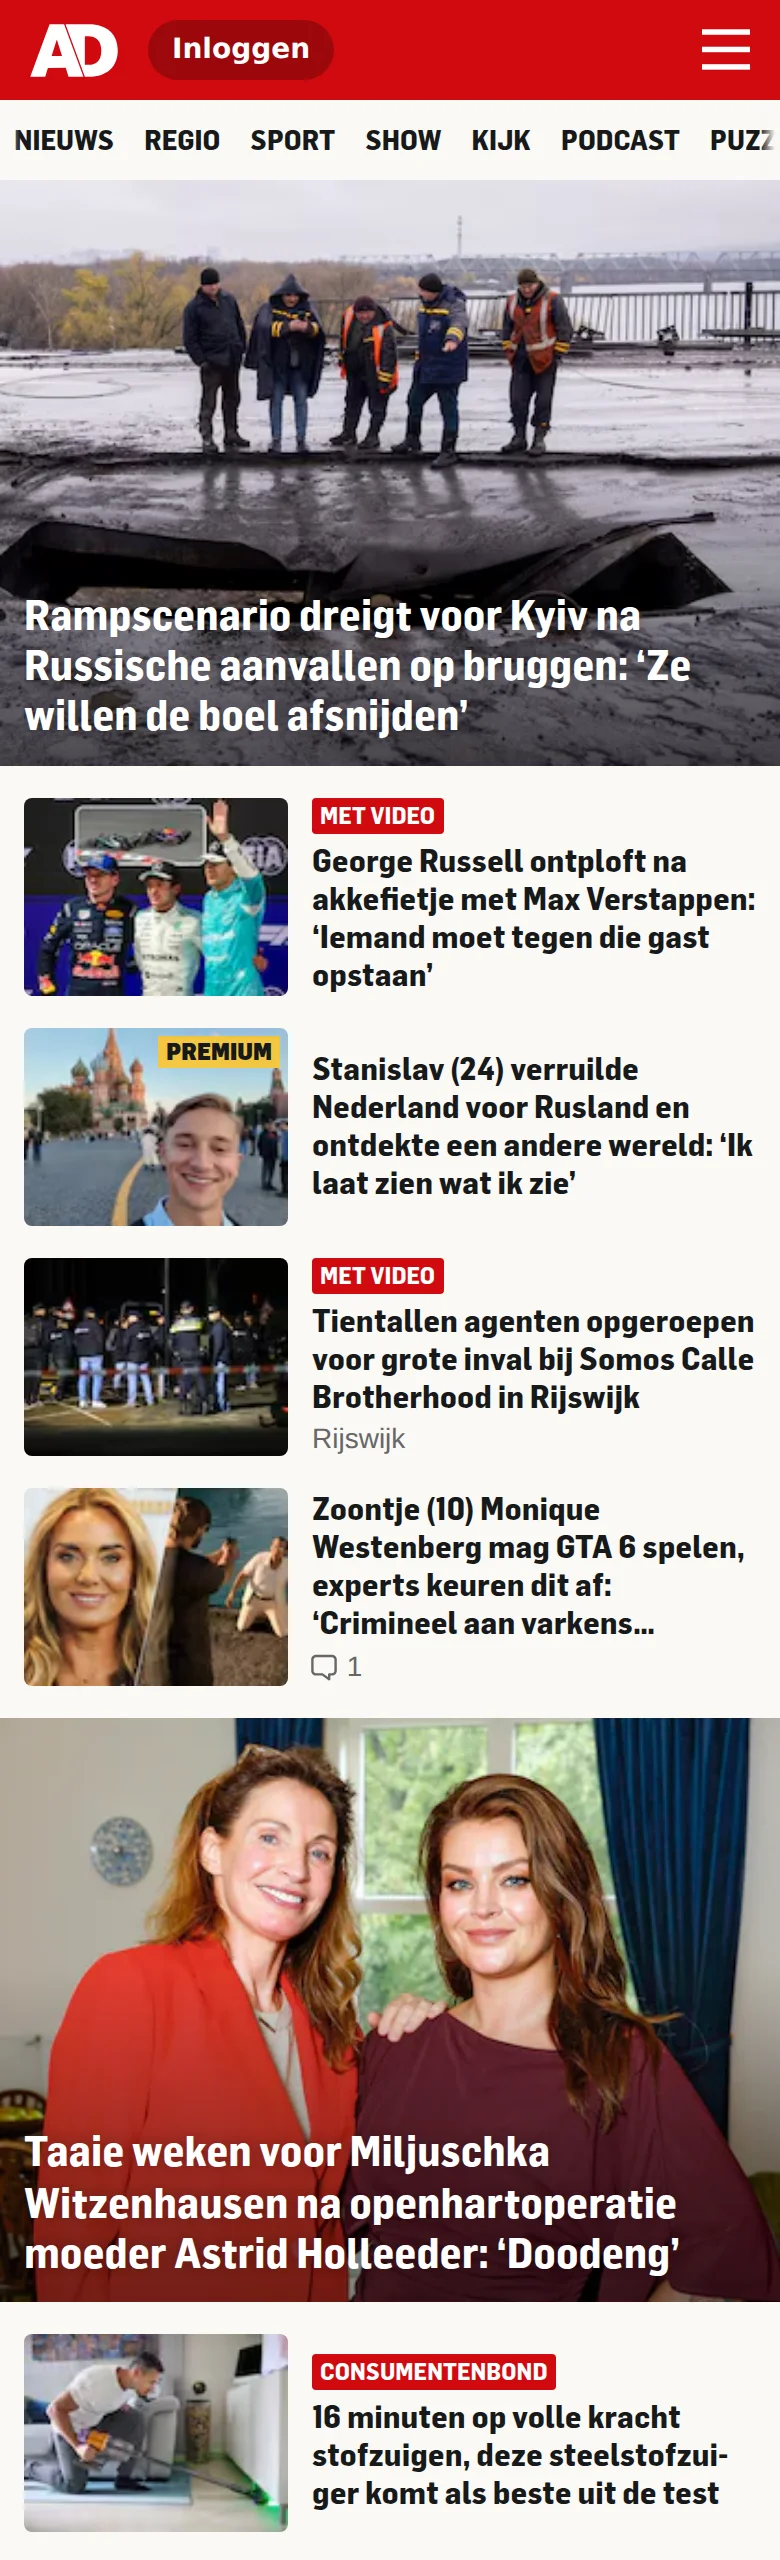 AD
Inloggen
NIEUWS REGIO SPORT SHOW KIJK PODCAST PUZZ
Rampscenario dreigt voor Kyiv na
Russische aanvallen op bruggen: ‘Ze
willen de boel afsnijden’
MET VIDEO
George Russell ontploft na
akkefietje met Max Verstappen:
‘Iemand moet tegen die gast
opstaan’
PREMIUM
Stanislav (24) verruilde
Nederland voor Rusland en
ontdekte een andere wereld: ‘Ik
laat zien wat ik zie’
MET VIDEO
Tientallen agenten opgeroepen
voor grote inval bij Somos Calle
Brotherhood in Rijswijk
Rijswijk
Zoontje (10) Monique
Westenberg mag GTA 6 spelen,
experts keuren dit af:
‘Crimineel aan varkens...
1
Taaie weken voor Miljuschka
Witzenhausen na openhartoperatie
moeder Astrid Holleeder: ‘Doodeng’
CONSUMENTENBOND
16 minuten op volle kracht
stofzuigen, deze steelstofzui-
ger komt als beste uit de test